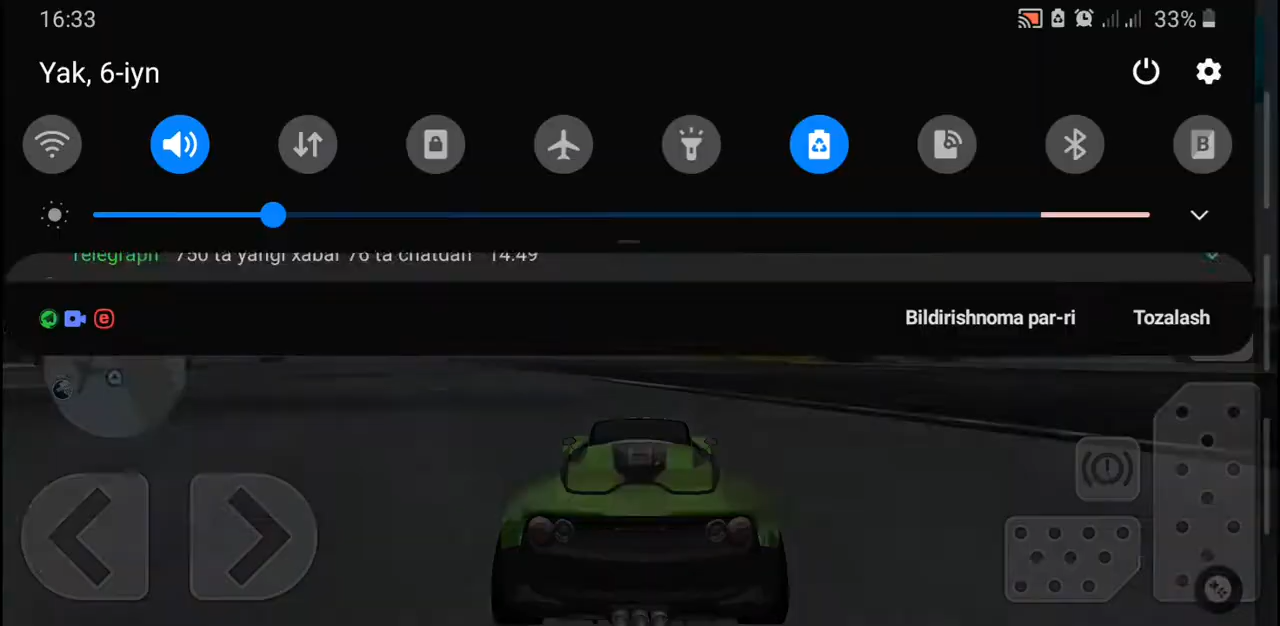 16:33
33%
Yak, 6-iyn
B
Telegraph 750 ta yangi xabar 76 ta chatdan 14:49
Bildirishnoma par-ri
Tozalash